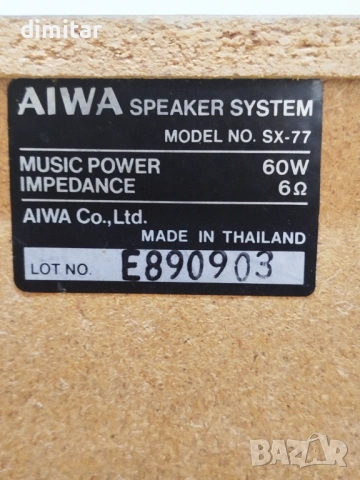 dimitar
AIWA SPEAKER SYSTEM
MODEL NO. SX-77
MUSIC POWER 60W
IMPEDANCE 6Ω
AIWA Co., Ltd.
MADE IN THAILAND
LOT NO. E890903
BAZAR